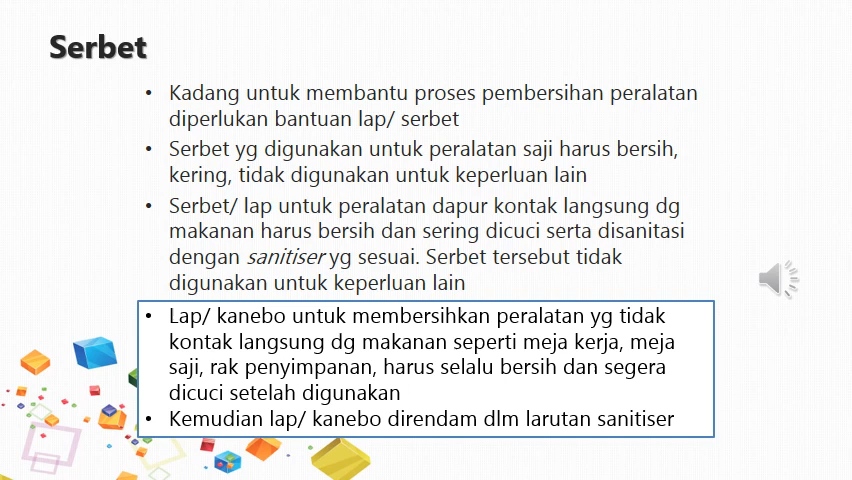 Serbet
• Kadang untuk membantu proses pembersihan peralatan
diperlukan bantuan lap/ serbet
• Serbet yg digunakan untuk peralatan saji harus bersih,
kering, tidak digunakan untuk keperluan lain
• Serbet/ lap untuk peralatan dapur kontak langsung dg
makanan harus bersih dan sering dicuci serta disanitasi
dengan sanitiser yg sesuai. Serbet tersebut tidak
digunakan untuk keperluan lain
• Lap/ kanebo untuk membersihkan peralatan yg tidak
kontak langsung dg makanan seperti meja kerja, meja
saji, rak penyimpanan, harus selalu bersih dan segera
dicuci setelah digunakan
• Kemudian lap/ kanebo direndam dlm larutan sanitiser